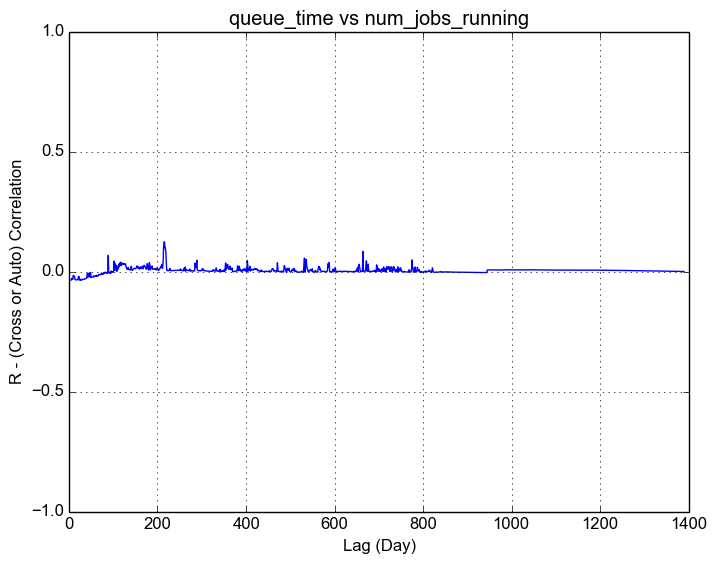 queue_time vs num_jobs_running
1.0
0.5
0.0
−0.5
−1.0
R - (Cross or Auto) Correlation
0 200 400 600 800 1000 1200 1400
Lag (Day)